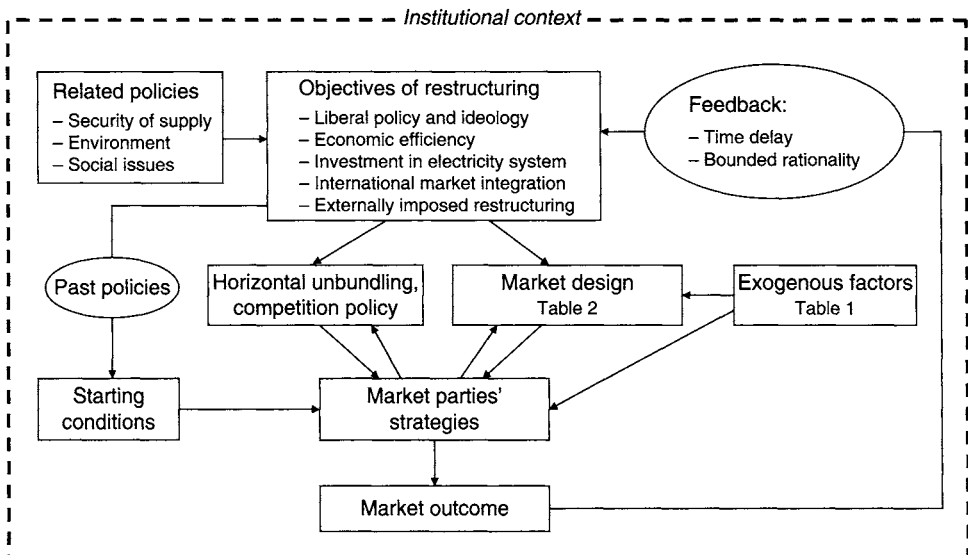 Institutional context
Related policies
– Security of supply
– Environment
– Social issues
Objectives of restructuring
– Liberal policy and ideology
– Economic efficiency
– Investment in electricity system
– International market integration
– Externally imposed restructuring
Feedback:
– Time delay
– Bounded rationality
Past policies
Horizontal unbundling,
competition policy
Market design
Table 2
Exogenous factors
Table 1
Starting
conditions
Market parties'
strategies
Market outcome